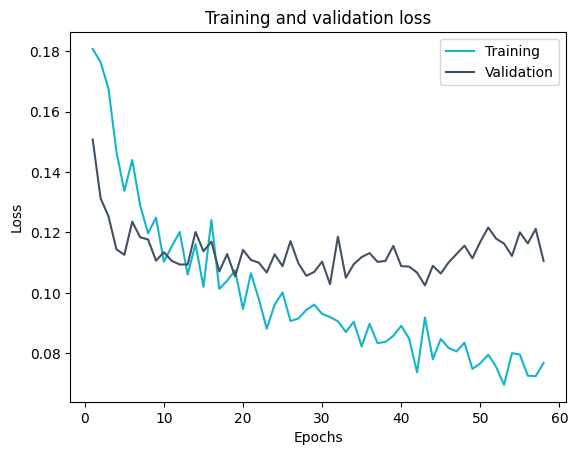 Training and validation loss
Training
Validation
Loss
0.18
0.16
0.14
0.12
0.10
0.08
0 10 20 30 40 50 60
Epochs